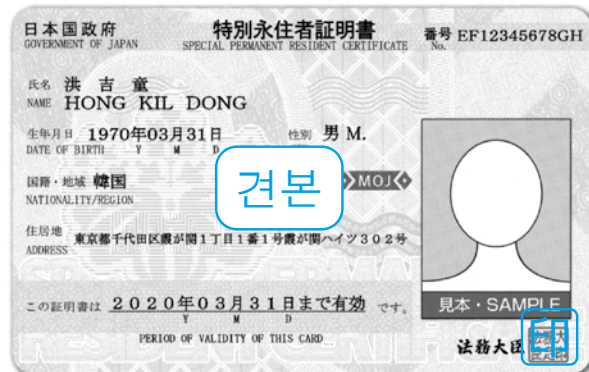 日本国政府 特別永住者証明書 番号 EF12345678GH
GOVERNMENT OF JAPAN SPECIAL PERMANENT RESIDENT CERTIFICATE No.
氏名 洪 吉 童
NAME HONG KIL DONG
生年月日 1970年03月31日 性別 男 M.
DATE OF BIRTH Y M D
견본
国籍・地域 韓国 MOJ
NATIONALITY/REGION
住居地 東京都千代田区霞が関1丁目1番1号霞が関ハイツ302号
ADDRESS
見本・SAMPLE
この証明書は 2020年03月31日まで有効 です。
Y M D
PERIOD OF VALIDITY OF THIS CARD
法務大臣 印